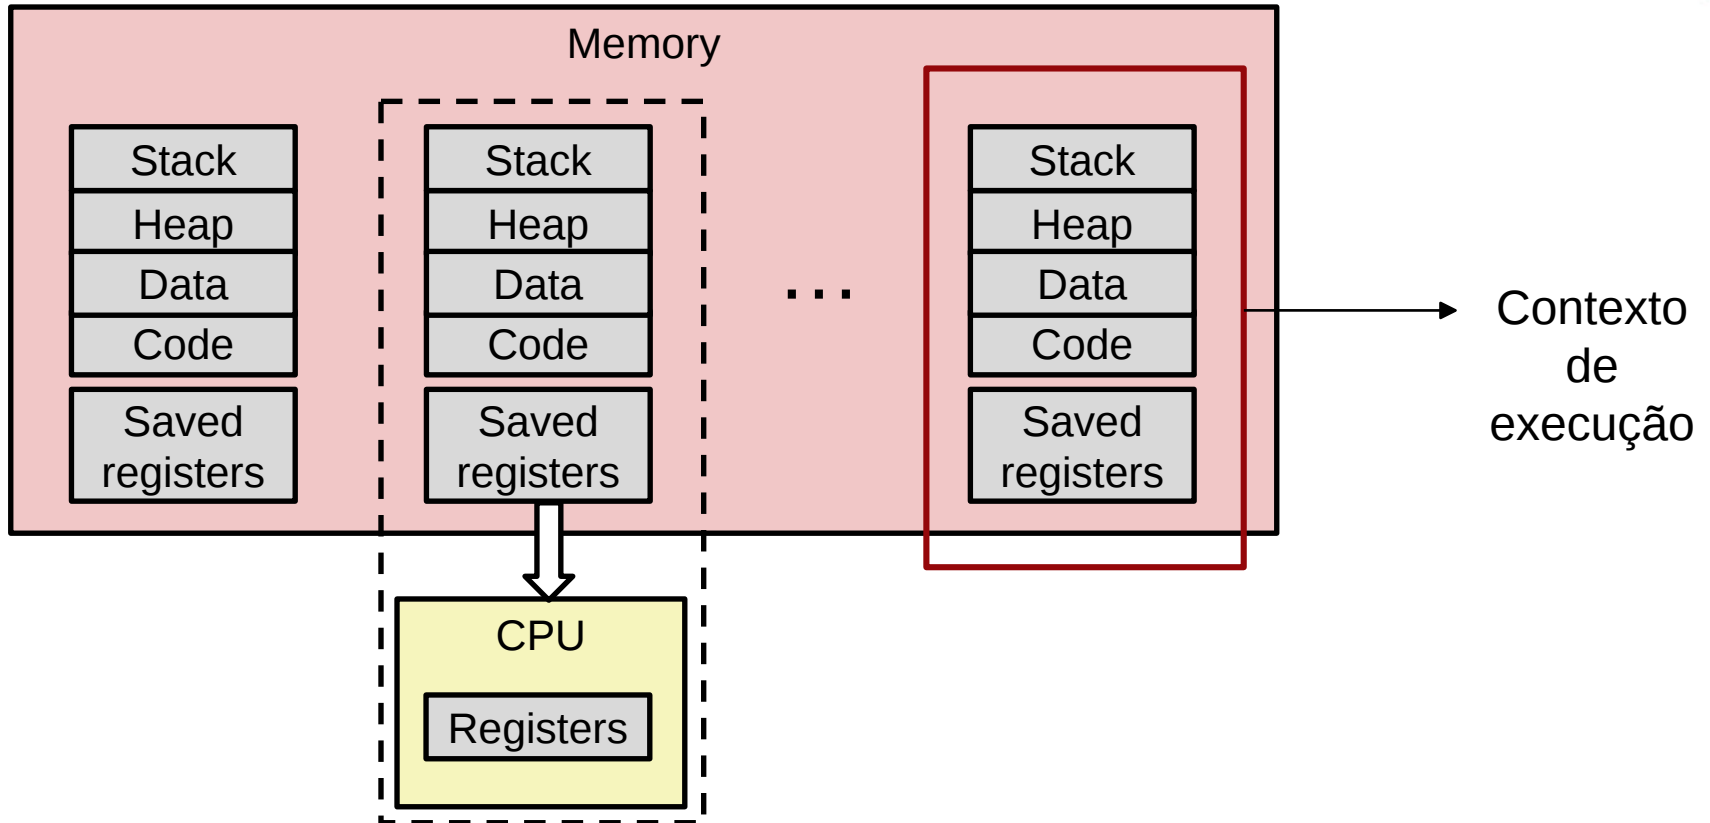 Memory
Stack
Heap
Data
Code
Saved
registers
Stack
Heap
Data
Code
Saved
registers
...
Stack
Heap
Data
Code
Saved
registers
Contexto
de
execução
CPU
Registers